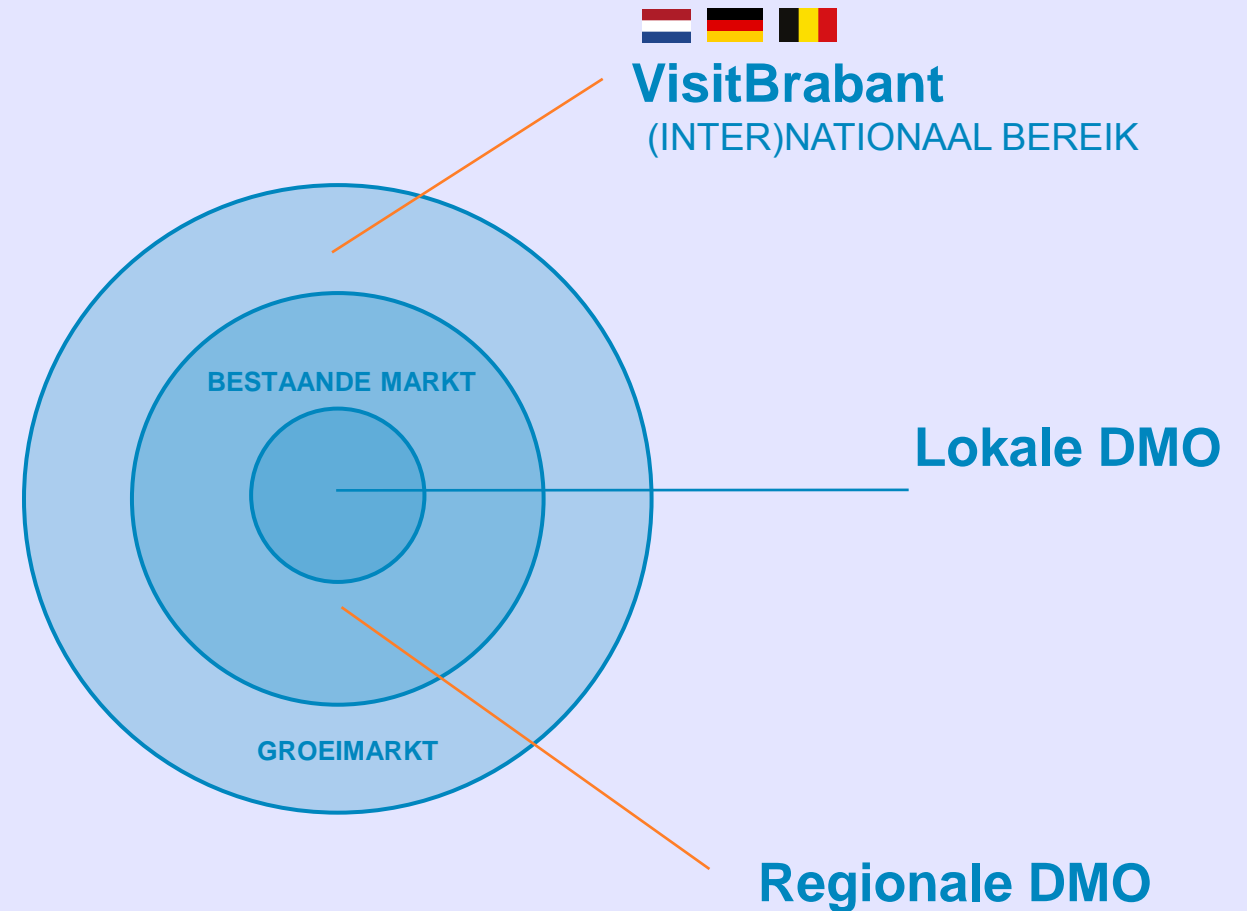 VisitBrabant
(INTER)NATIONAAL BEREIK
BESTAANDE MARKT
Lokale DMO
GROEIMARKT
Regionale DMO